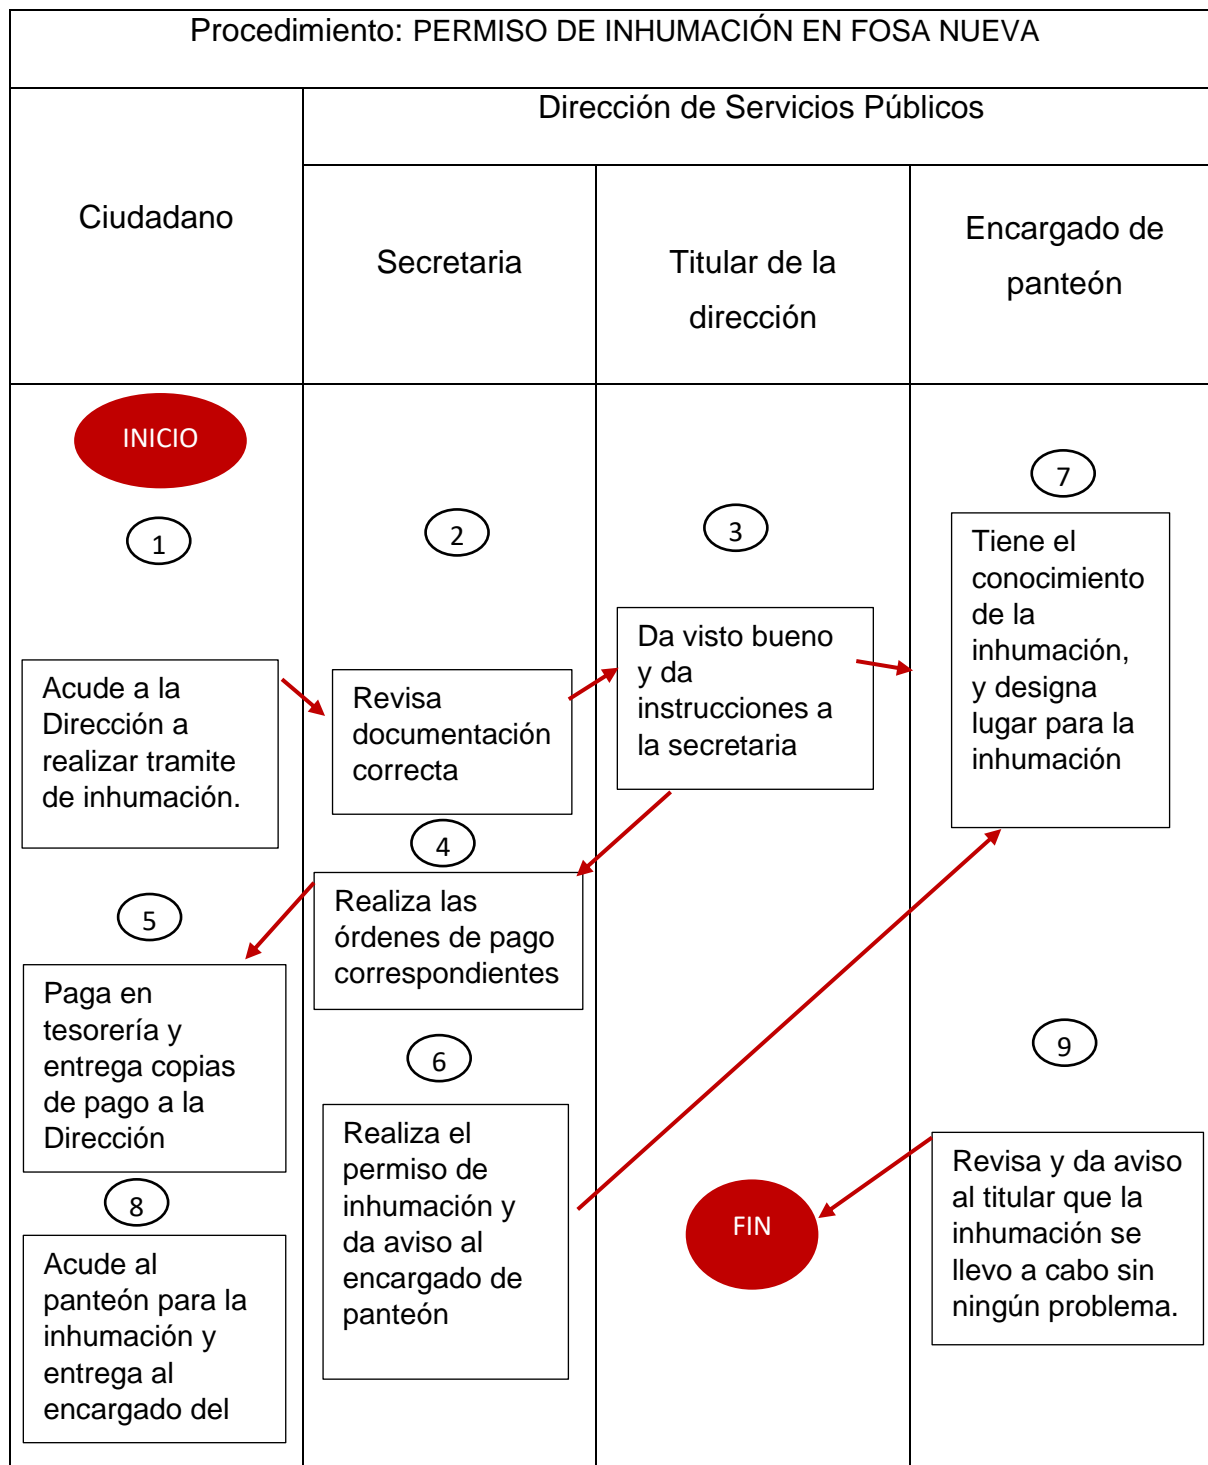 Procedimiento: PERMISO DE INHUMACIÓN EN FOSA NUEVA
Ciudadano
Dirección de Servicios Públicos
Secretaria
Titular de la
dirección
Encargado de
panteón
INICIO
1
Acude a la
Dirección a
realizar tramite
de inhumación.
2
Revisa
documentación
correcta
3
Da visto bueno
y da
instrucciones a
la secretaria
4
Realiza las
órdenes de pago
correspondientes
5
Paga en
tesorería y
entrega copias
de pago a la
Dirección
6
Realiza el
permiso de
inhumación y
da aviso al
encargado de
panteón
7
Tiene el
conocimiento
de la
inhumación,
y designa
lugar para la
inhumación
8
Acude al
panteón para la
inhumación y
entrega al
encargado del
9
Revisa y da aviso
al titular que la
inhumación se
llevo a cabo sin
ningún problema.
FIN